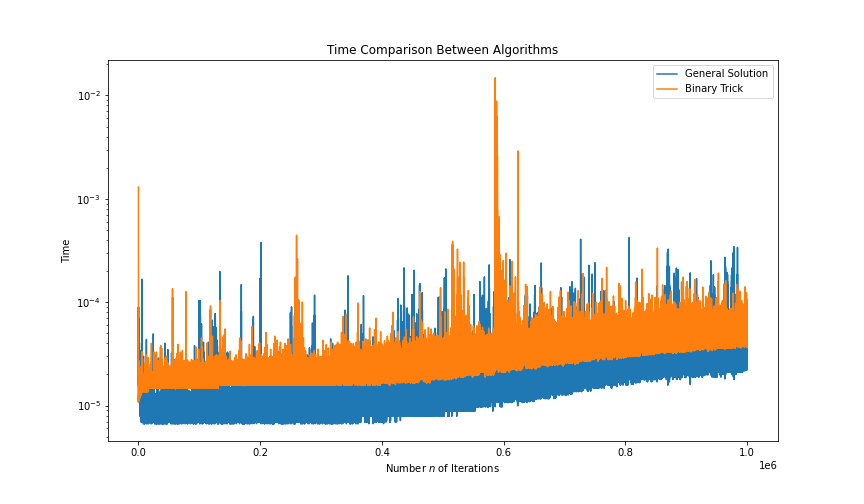 Time Comparison Between Algorithms
General Solution
Binary Trick
Time
10⁻²
10⁻³
10⁻⁴
10⁻⁵
0.0 0.2 0.4 0.6 0.8 1.0
1e6
Number n of Iterations